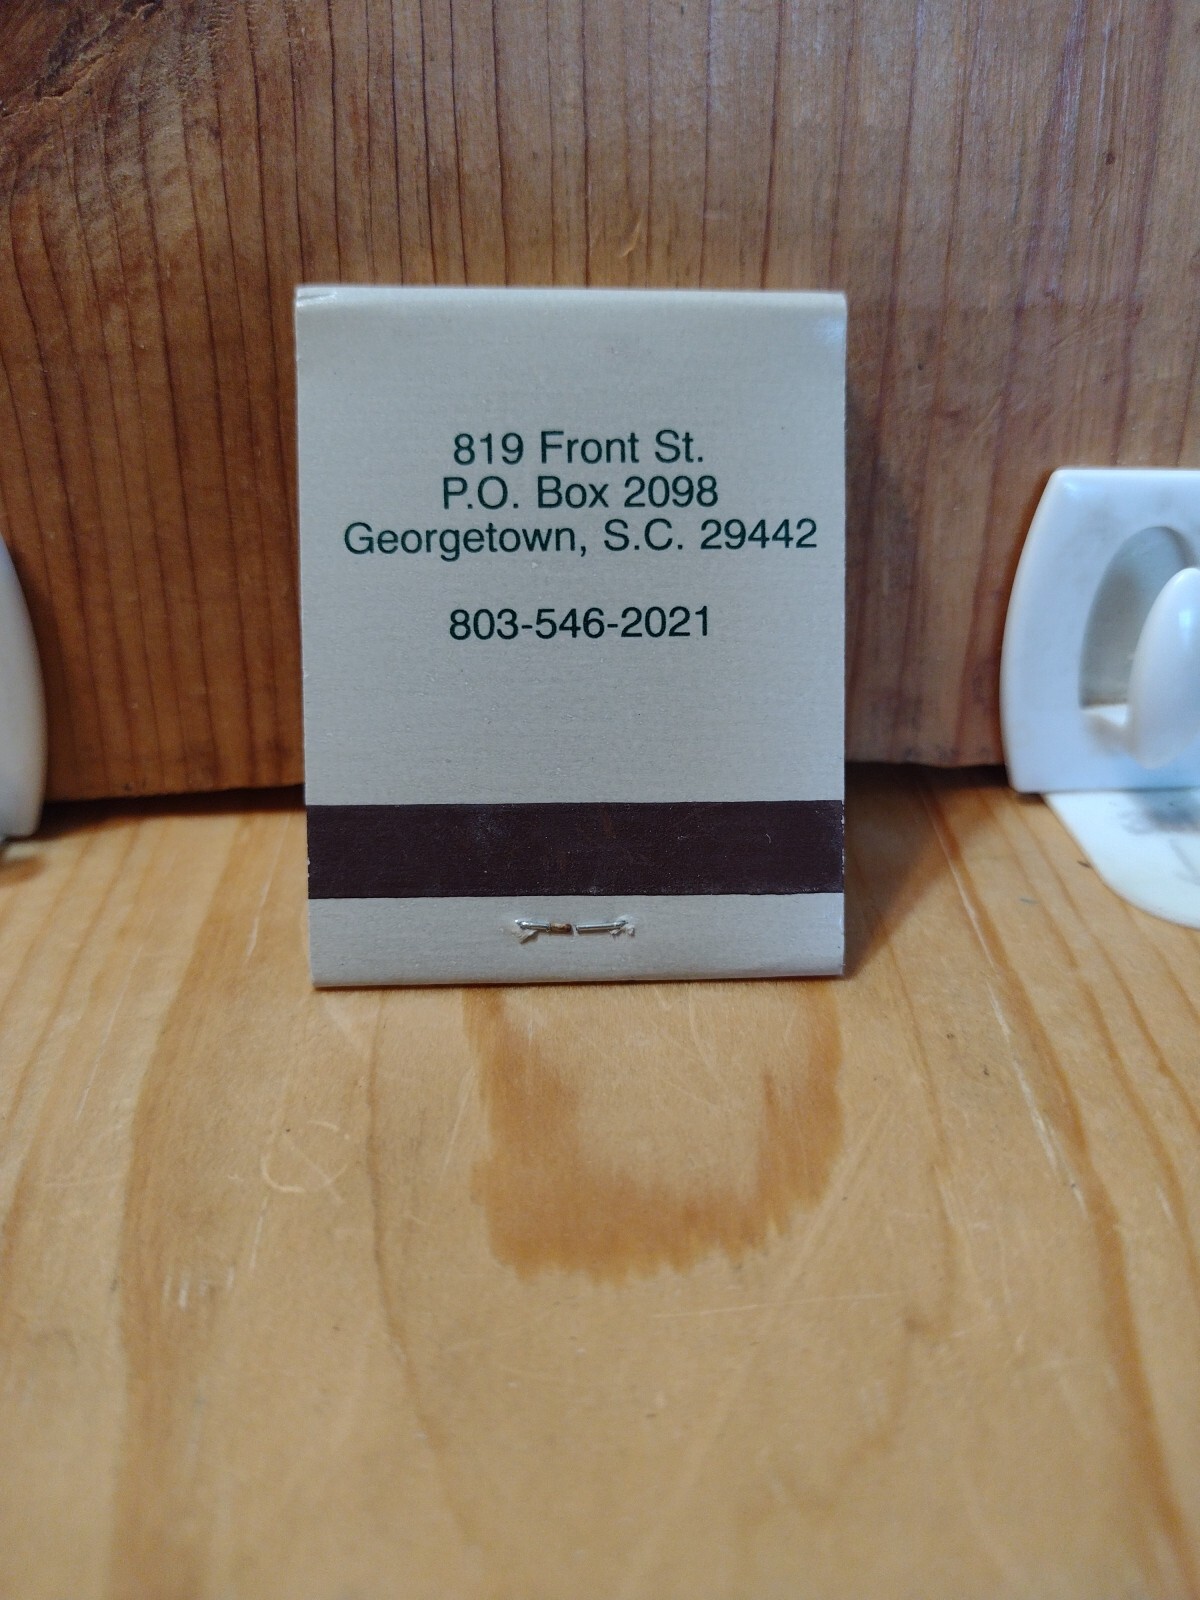 819 Front St.
P.O. Box 2098
Georgetown, S.C. 29442
803-546-2021